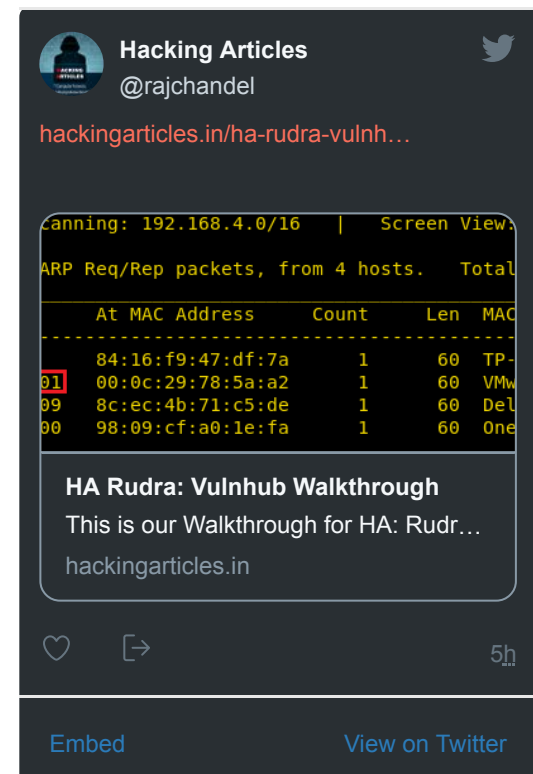 Hacking Articles
@rajchandel
hackingarticles.in/ha-rudra-vulnh…
canning: 192.168.4.0/16 | Screen View:
ARP Req/Rep packets, from 4 hosts. Total
At MAC Address Count Len MAC
84:16:f9:47:df:7a 1 60 TP-
01 00:0c:29:78:5a:a2 1 60 VMw
09 8c:ec:4b:71:c5:de 1 60 Del
00 98:09:cf:a0:1e:fa 1 60 One
HA Rudra: Vulnhub Walkthrough
This is our Walkthrough for HA: Rudr…
hackingarticles.in
5h
Embed View on Twitter